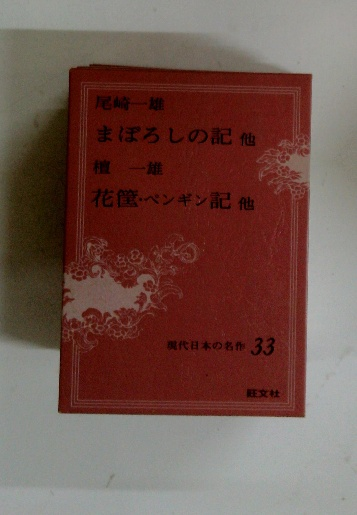 尾崎一雄
まぼろしの記 他
檀 一雄
花筐・ペンギン記 他
現代日本の名作 33
旺文社